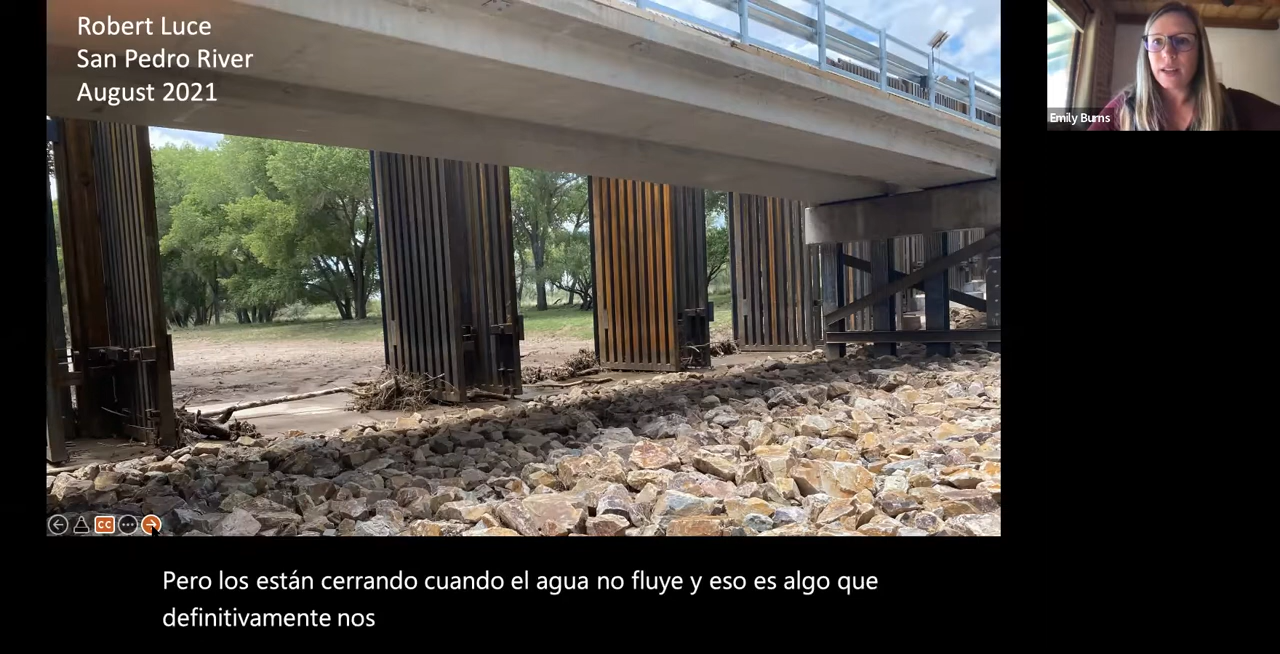 Robert Luce
San Pedro River
August 2021
Emily Burns
CC
Pero los están cerrando cuando el agua no fluye y eso es algo que
definitivamente nos